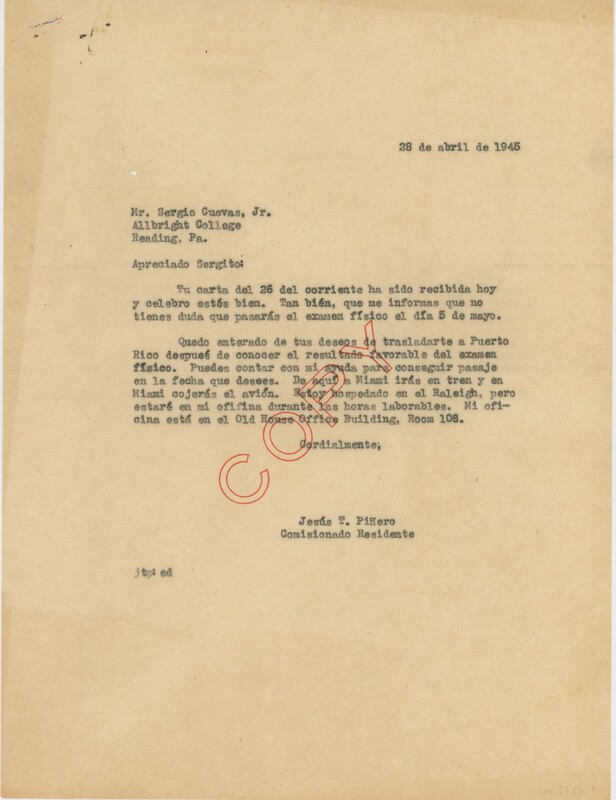 28 de abril de 1945
Mr. Sergio Cuevas, Jr.
Allbright College
Reading, Pa.
Apreciado Sergito:
Tu carta del 26 del corriente ha sido recibida hoy
y celebro estés bien. Tan bién, que me informas que no
tienes duda que pasarás el examen físico el día 5 de mayo.
Quedo anterado de tus deseos de trasladarte a Puerto
Rico despueś de conocer el resultado favorable del examen
físico. Puedes contar con mi ayuda para conseguir pasaje
en la fecha que desees. De aquí a Miami irás en tren y en
Miami cojerás el avión. Estoy hospedado en el Raleigh, pero
estaré en mi ofifina durante las horas laborables. Mi ofi-
cina está en el Old House Office Building, Room 108.
Cordialmente,
COPY
Jesús T. Piñero
Comisionado Residente
jtp:ed